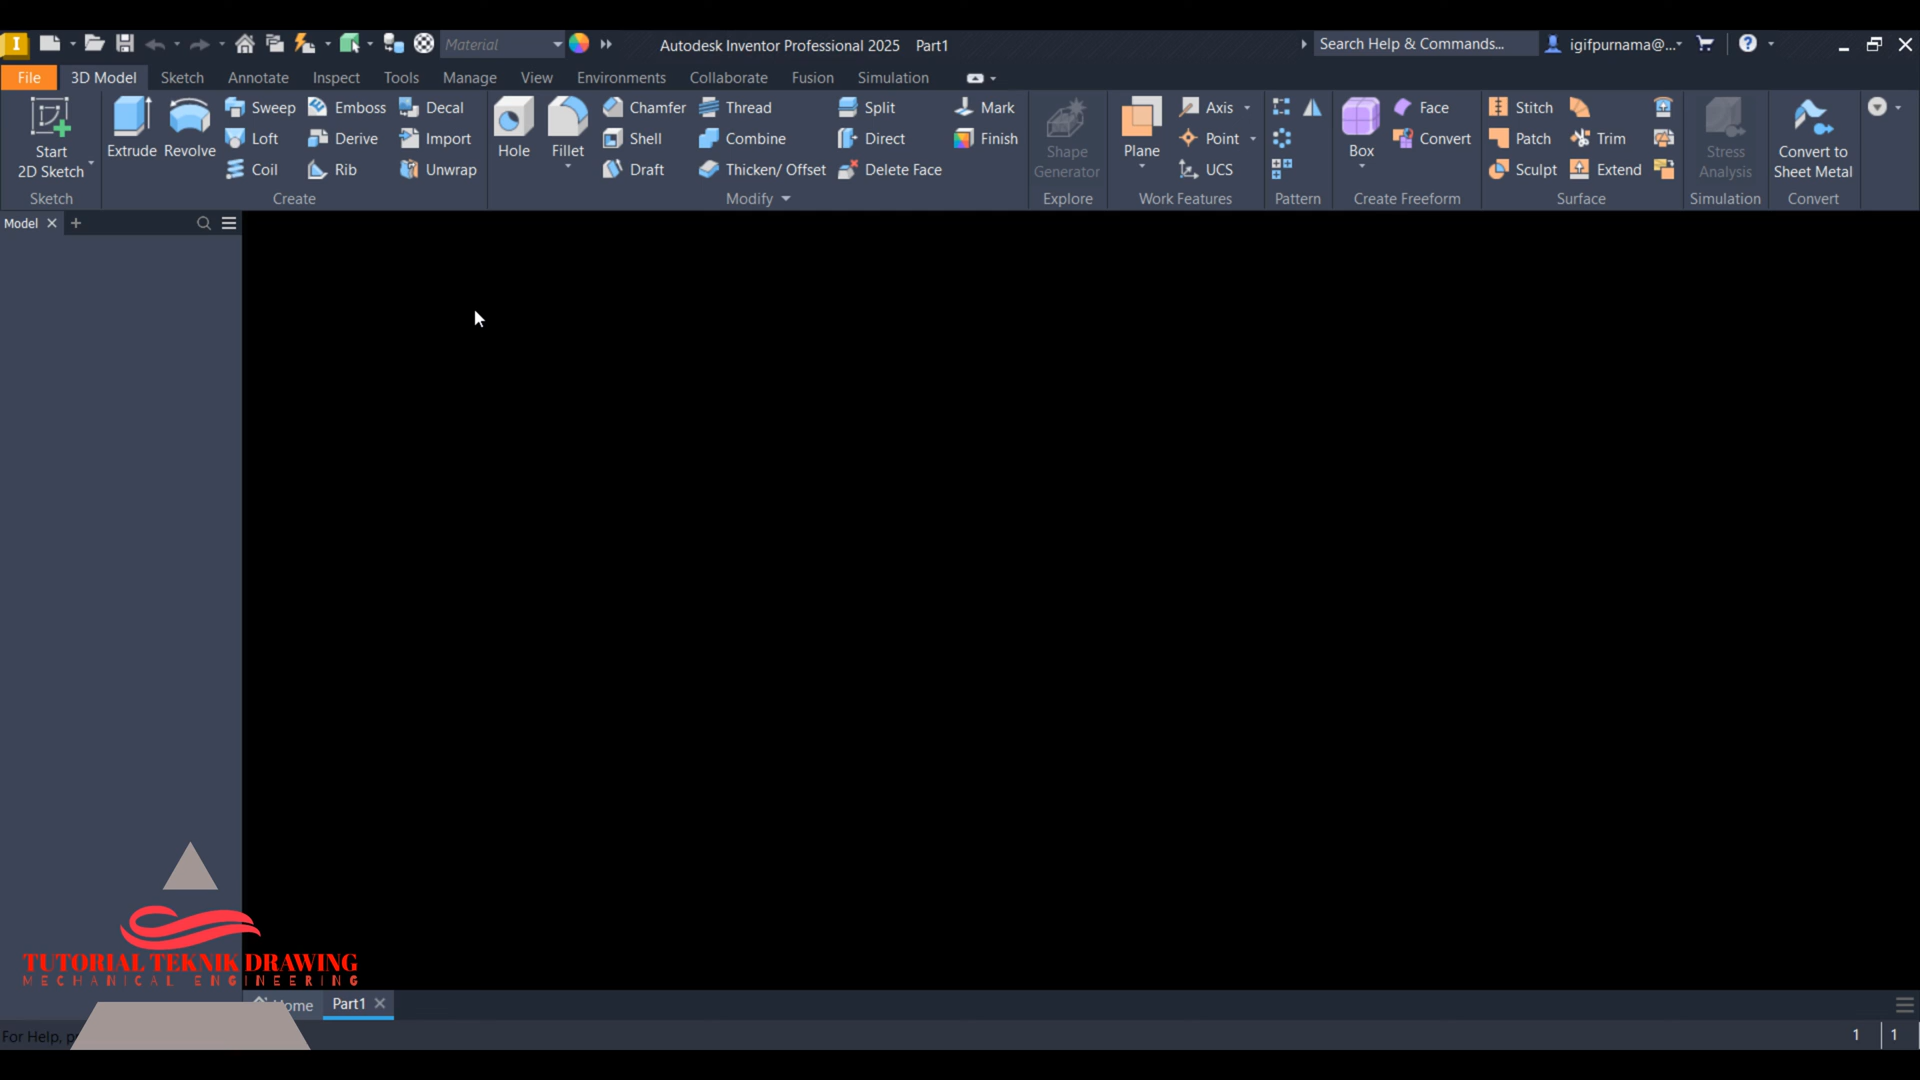 Material
Autodesk Inventor Professional 2025 Part1
Search Help & Commands...
igifpurnama@...
File 3D Model Sketch Annotate Inspect Tools Manage View Environments Collaborate Fusion Simulation
Start
2D Sketch
Sketch
Extrude
Revolve
Sweep
Loft
Coil
Emboss
Derive
Rib
Decal
Import
Unwrap
Create
Hole
Fillet
Chamfer
Shell
Draft
Thread
Combine
Thicken/ Offset
Split
Direct
Delete Face
Mark
Finish
Modify
Shape
Generator
Explore
Plane
Axis
Point
UCS
Work Features
Pattern
Box
Face
Convert
Create Freeform
Stitch
Patch
Sculpt
Trim
Extend
Surface
Stress
Analysis
Simulation
Convert to
Sheet Metal
Convert
Model
TUTORIAL TEKNIK DRAWING
MECHANICAL ENGINEERING
Part1
For Help,
1 1